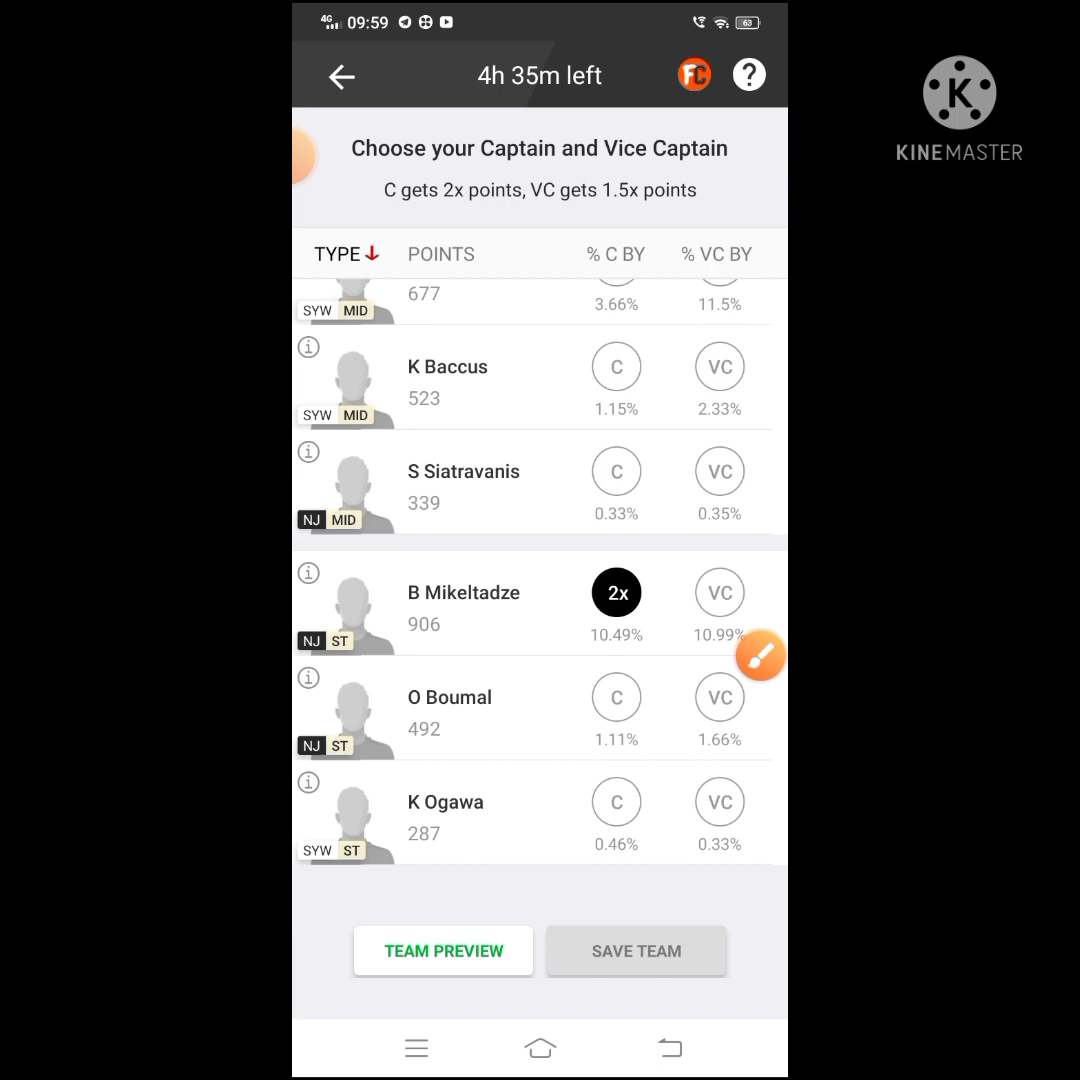 4G 09:59 63
4h 35m left FC ?
K
KINEMASTER
Choose your Captain and Vice Captain
C gets 2x points, VC gets 1.5x points
TYPE POINTS % C BY % VC BY
677 3.66% 11.5%
SYW MID
K Baccus C VC
523 1.15% 2.33%
SYW MID
S Siatravanis C VC
339 0.33% 0.35%
NJ MID
B Mikeltadze 2x VC
906 10.49% 10.99%
NJ ST
O Boumal C VC
492 1.11% 1.66%
NJ ST
K Ogawa C VC
287 0.46% 0.33%
SYW ST
TEAM PREVIEW SAVE TEAM